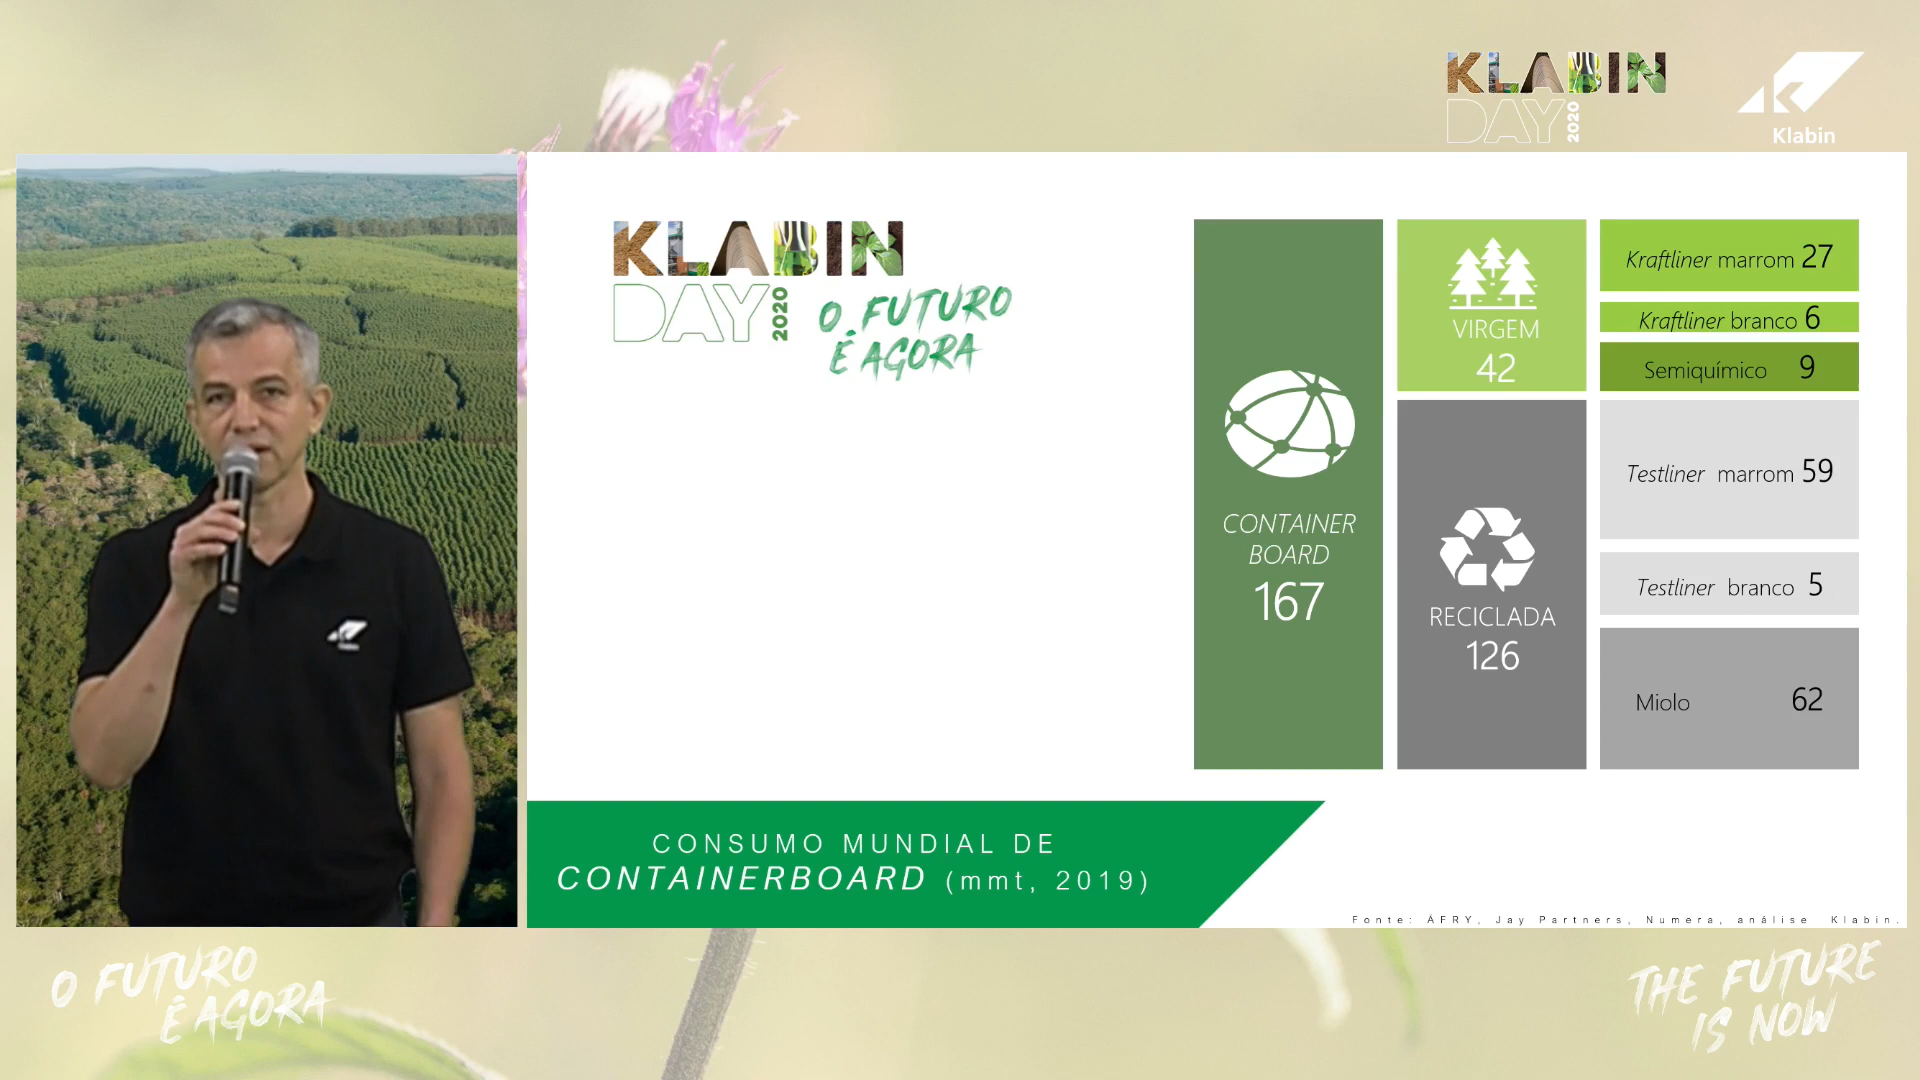 KLABIN
DAY 2020
Klabin
KLABIN
DAY 2020
O FUTURO
É AGORA
CONTAINER
BOARD
167
VIRGEM
42
RECICLADA
126
Kraftliner marrom 27
Kraftliner branco 6
Semiquímico 9
Testliner marrom 59
Testliner branco 5
Miolo 62
CONSUMO MUNDIAL DE
CONTAINERBOARD (mmt, 2019)
Fonte: ÁFRY, Jay Partners, Numera, análise Klabin.
O FUTURO
É AGORA
THE FUTURE
IS NOW